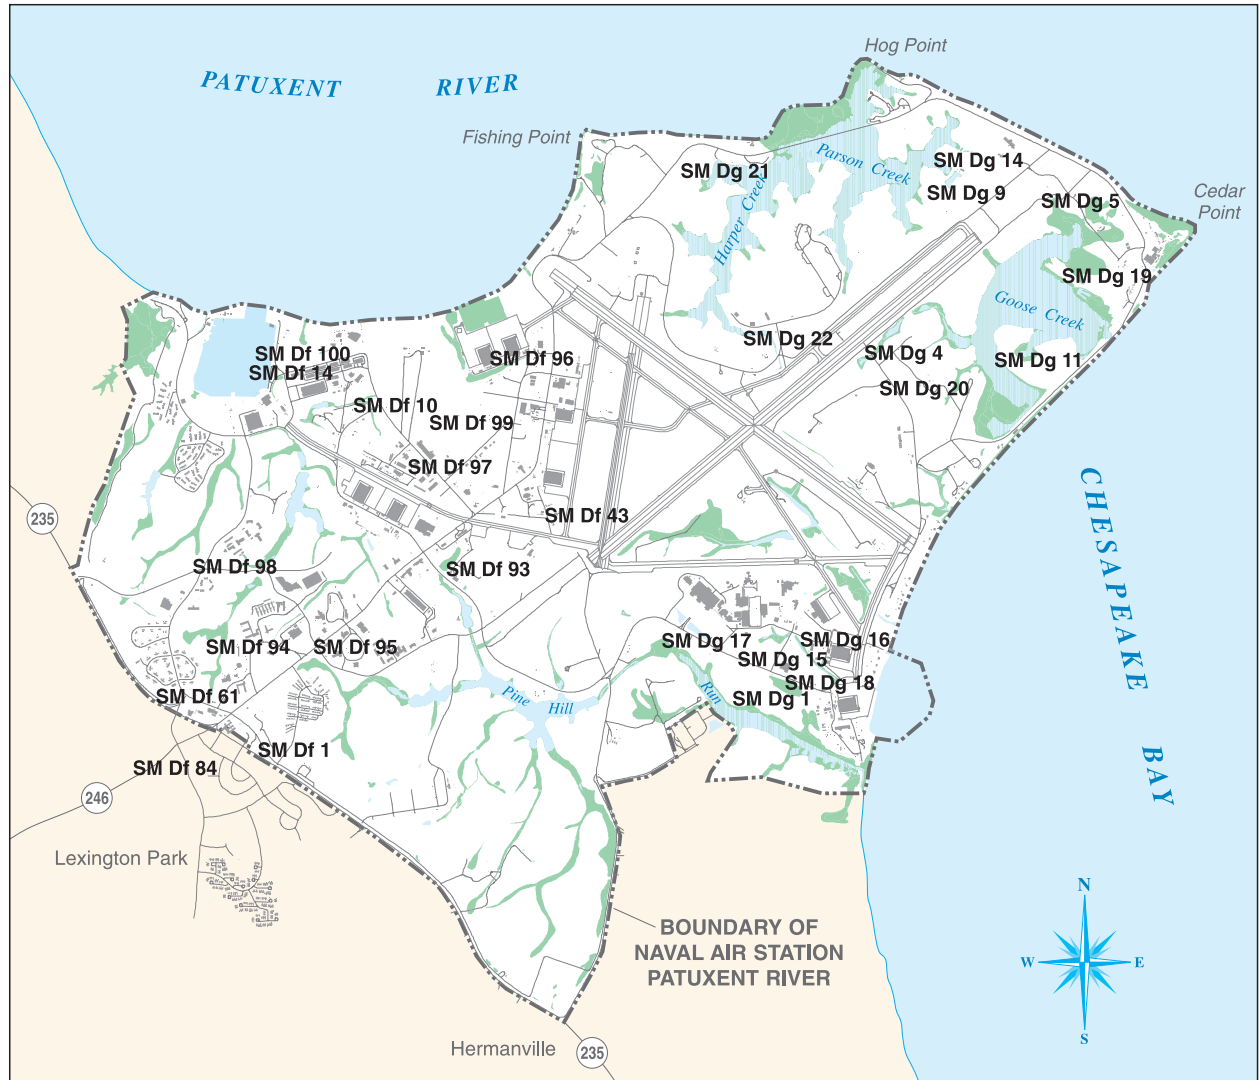 Hog Point
PATUXENT RIVER
Fishing Point
Parson Creek
SM Dg 14
SM Dg 21
SM Dg 9
SM Dg 5
Cedar
Point
Harper Creek
SM Dg 19
Goose Creek
SM Dg 22
SM Df 100
SM Df 96
SM Dg 4
SM Dg 11
SM Df 14
SM Dg 20
SM Df 10
SM Df 99
SM Df 97
CHESAPEAKE BAY
SM Df 43
235
SM Df 98
SM Df 93
SM Dg 17
SM Dg 16
SM Df 94
SM Df 95
SM Dg 15
SM Dg 18
SM Df 61
Pine Hill Run
SM Dg 1
SM Df 1
SM Df 84
246
Lexington Park
N
BOUNDARY OF
NAVAL AIR STATION
PATUXENT RIVER
W E
S
Hermanville
235